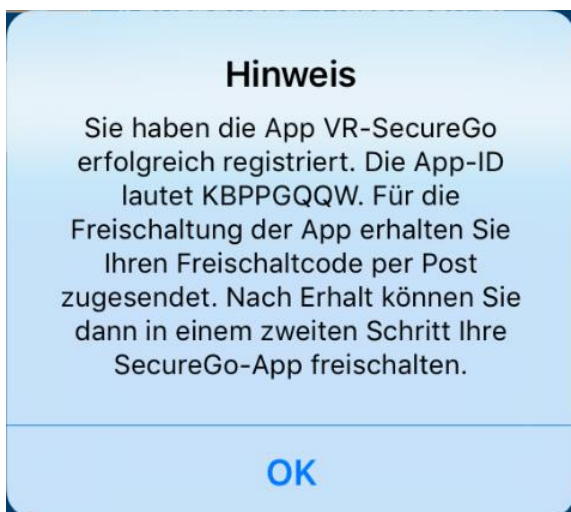 Hinweis
Sie haben die App VR-SecureGo
erfolgreich registriert. Die App-ID
lautet KBPPGQQW. Für die
Freischaltung der App erhalten Sie
Ihren Freischaltcode per Post
zugesendet. Nach Erhalt können Sie
dann in einem zweiten Schritt Ihre
SecureGo-App freischalten.
OK